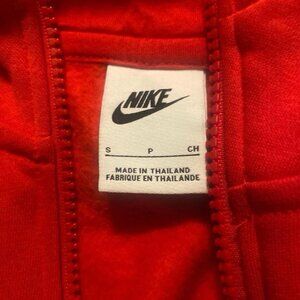 NIKE
S P CH
MADE IN THAILAND
FABRIQUE EN THAILANDE